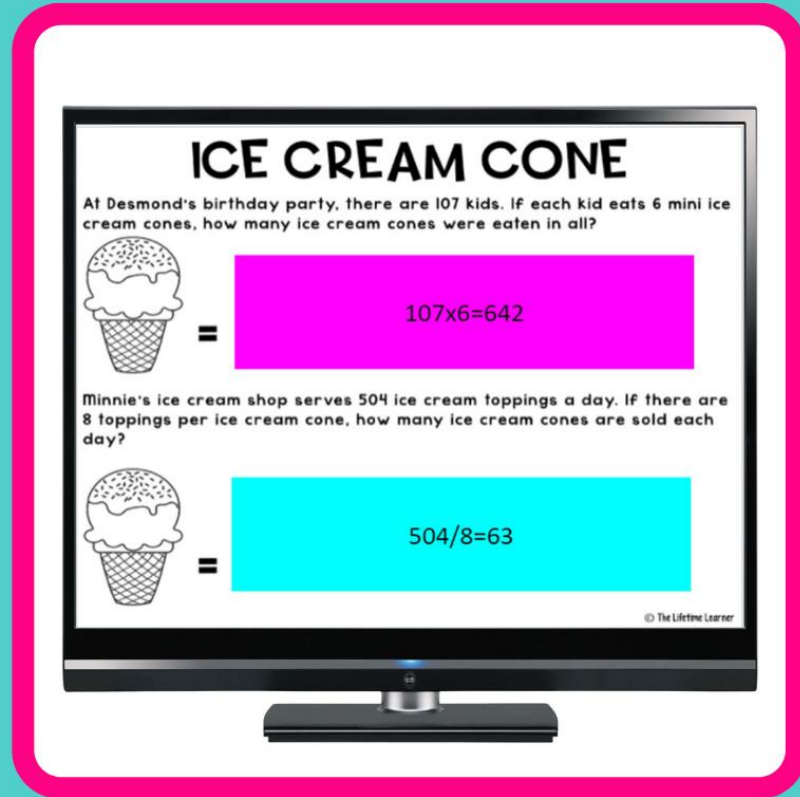 ICE CREAM CONE
At Desmond's birthday party, there are 107 kids. If each kid eats 6 mini ice
cream cones, how many ice cream cones were eaten in all?
=
107x6=642
Minnie's ice cream shop serves 504 ice cream toppings a day. If there are
8 toppings per ice cream cone, how many ice cream cones are sold each
day?
=
504/8=63
© The Lifetime Learner